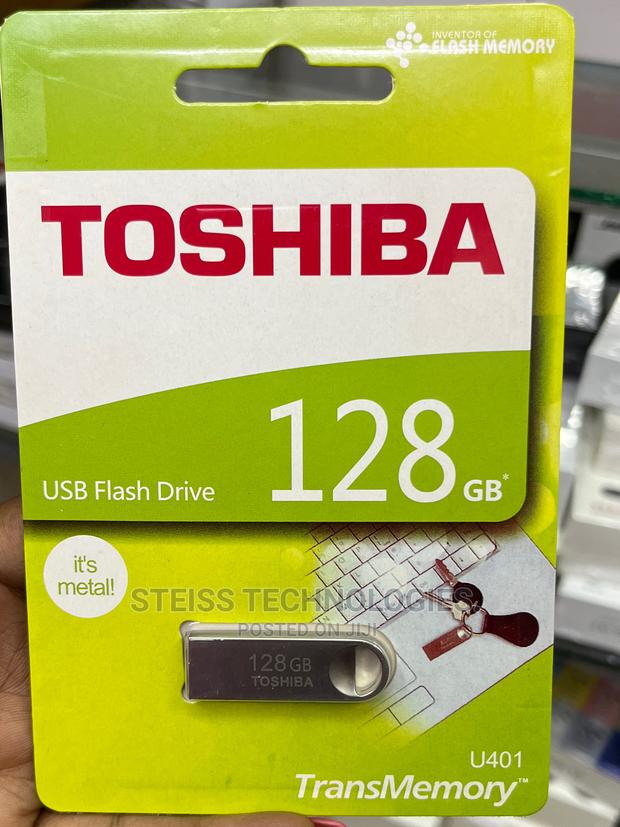 INVENTOR OF
FLASH MEMORY
TOSHIBA
128 GB*
USB Flash Drive
it's
metal!
STEISS TECHNOLOGIES
POSTED ON JIJI
128GB
TOSHIBA
U401
TransMemory™